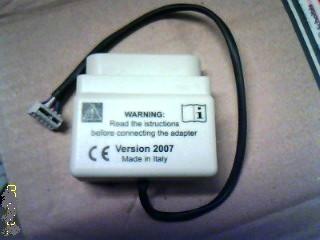 WARNING:
Read the istructions
before connecting the adapter
CE Version 2007
Made in Italy